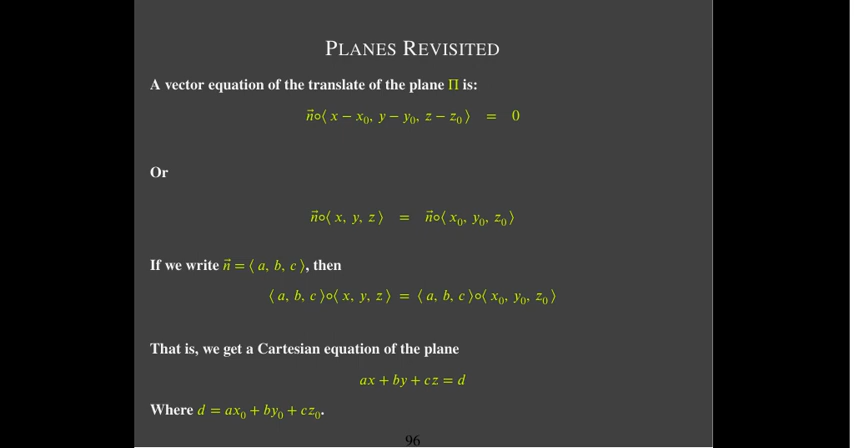 PLANES REVISITED
A vector equation of the translate of the plane Π is:
n⃗∘⟨ x − x₀, y − y₀, z − z₀ ⟩ = 0
Or
n⃗∘⟨ x, y, z ⟩ = n⃗∘⟨ x₀, y₀, z₀ ⟩
If we write n⃗ = ⟨ a, b, c ⟩, then
⟨ a, b, c ⟩∘⟨ x, y, z ⟩ = ⟨ a, b, c ⟩∘⟨ x₀, y₀, z₀ ⟩
That is, we get a Cartesian equation of the plane
ax + by + cz = d
Where d = ax₀ + by₀ + cz₀.
96